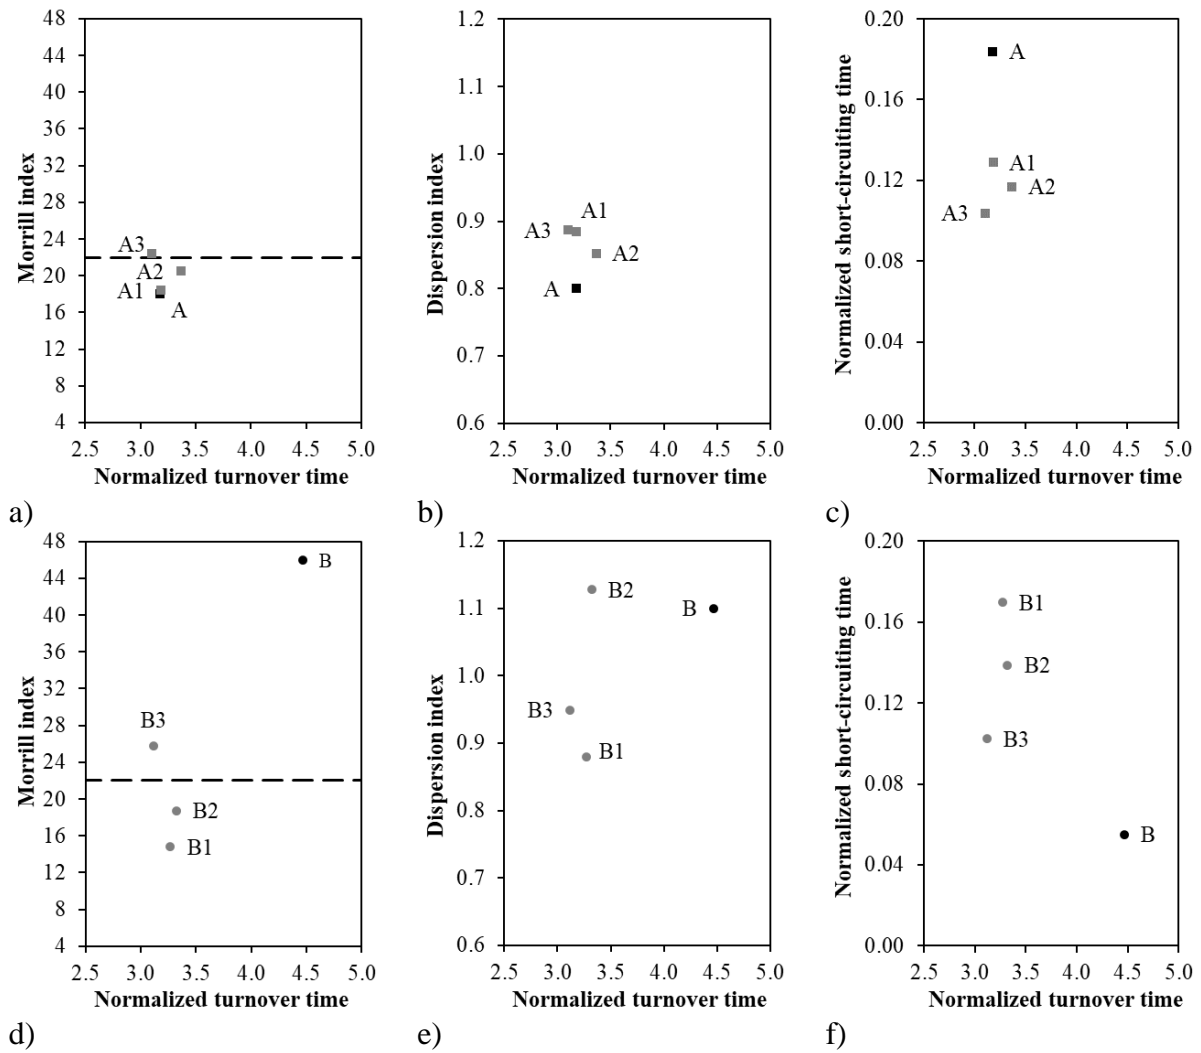 Morrill index
48
44
40
36
32
28
24
20
16
12
8
4
A3
A2
A1
A
2.5 3.0 3.5 4.0 4.5 5.0
Normalized turnover time
a)
Dispersion index
1.2
1.1
1.0
0.9
0.8
0.7
0.6
A1
A3
A2
A
2.5 3.0 3.5 4.0 4.5 5.0
Normalized turnover time
b)
Normalized short-circuiting time
0.20
0.16
0.12
0.08
0.04
0.00
A
A1
A2
A3
2.5 3.0 3.5 4.0 4.5 5.0
Normalized turnover time
c)
Morrill index
48
44
40
36
32
28
24
20
16
12
8
4
B
B3
B2
B1
2.5 3.0 3.5 4.0 4.5 5.0
Normalized turnover time
d)
Dispersion index
1.2
1.1
1.0
0.9
0.8
0.7
0.6
B2
B
B3
B1
2.5 3.0 3.5 4.0 4.5 5.0
Normalized turnover time
e)
Normalized short-circuiting time
0.20
0.16
0.12
0.08
0.04
0.00
B1
B2
B3
B
2.5 3.0 3.5 4.0 4.5 5.0
Normalized turnover time
f)